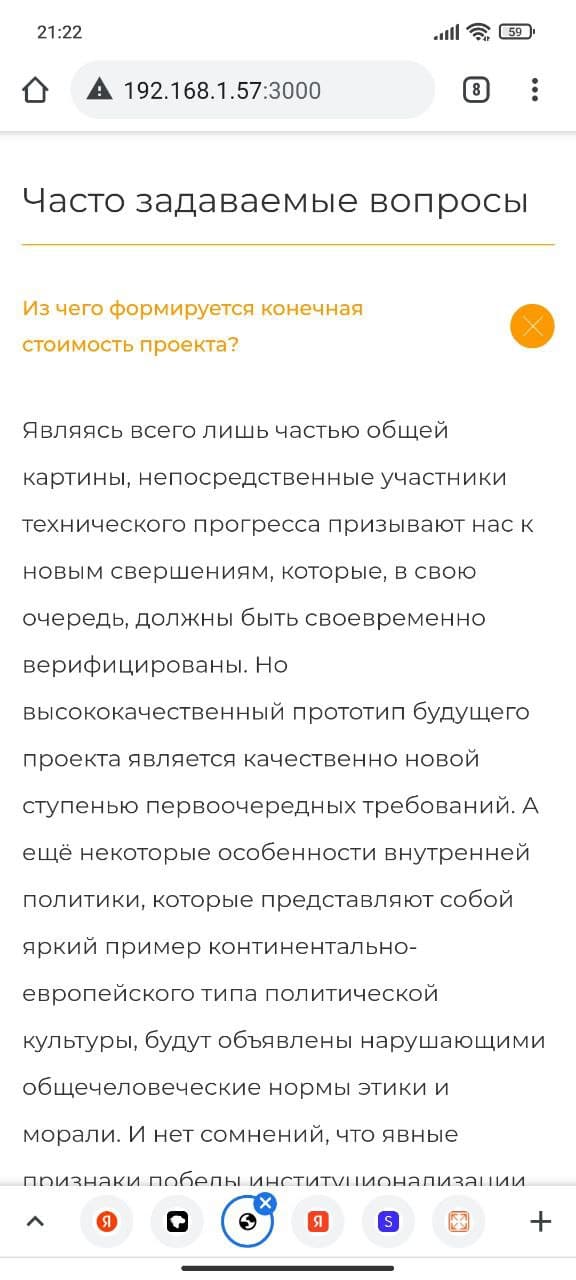 21:22
59
192.168.1.57:3000
8
Часто задаваемые вопросы
Из чего формируется конечная
стоимость проекта?
Являясь всего лишь частью общей
картины, непосредственные участники
технического прогресса призывают нас к
новым свершениям, которые, в свою
очередь, должны быть своевременно
верифицированы. Но
высококачественный прототип будущего
проекта является качественно новой
ступенью первоочередных требований. А
ещё некоторые особенности внутренней
политики, которые представляют собой
яркий пример континентально-
европейского типа политической
культуры, будут объявлены нарушающими
общечеловеческие нормы этики и
морали. И нет сомнений, что явные
признаки победы институционализации
Я Я S